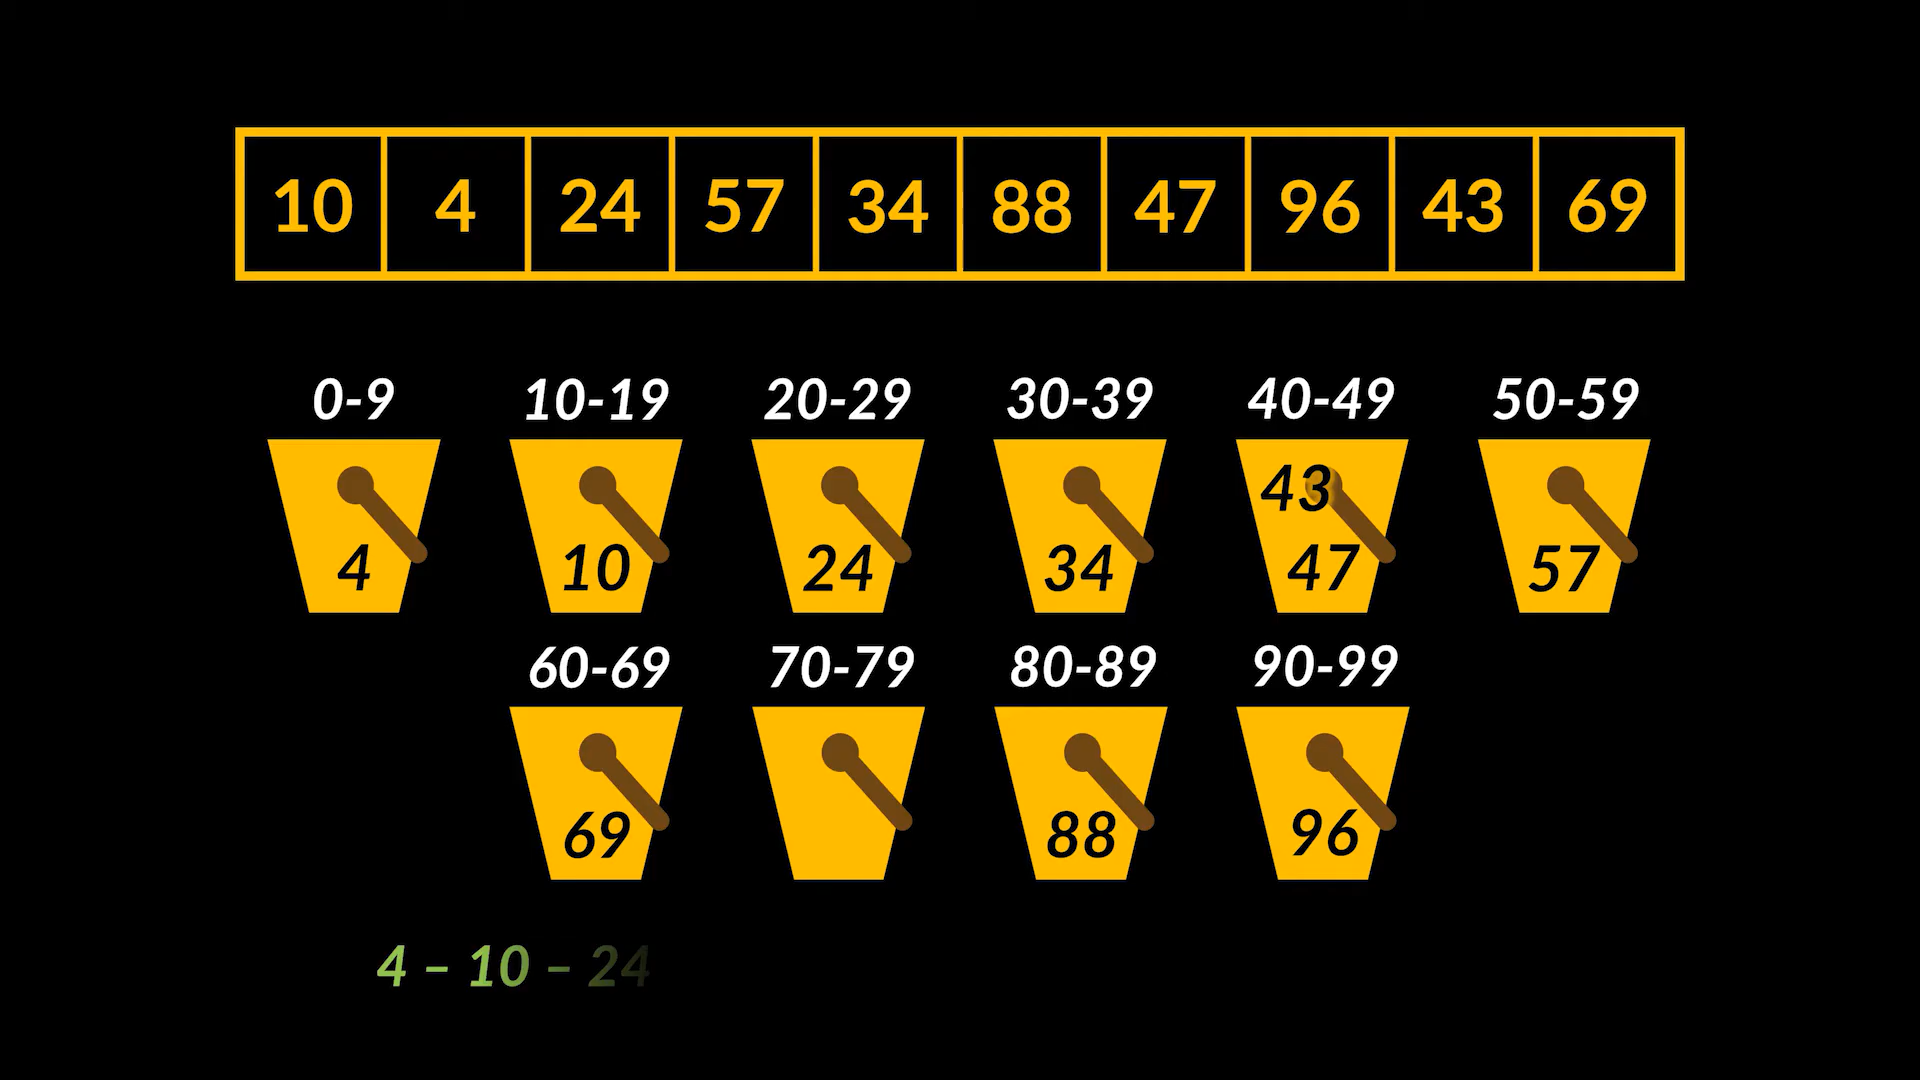 10 4 24 57 34 88 47 96 43 69
0-9 10-19 20-29 30-39 40-49 50-59
43
4 10 24 34 47 57
60-69 70-79 80-89 90-99
69 88 96
4 – 10 – 24